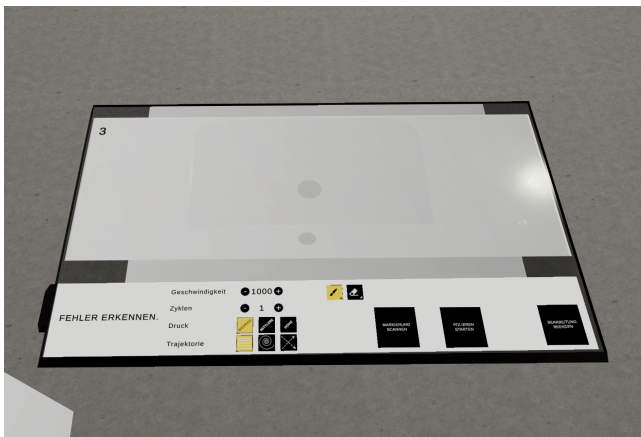 3
FEHLER ERKENNEN.
Geschwindigkeit - 1000 +
Zyklen - 1 +
Druck
Trajektorie
MARKIERUNG
SCANNEN
POLIEREN
STARTEN
BEARBEITUNG
BEENDEN